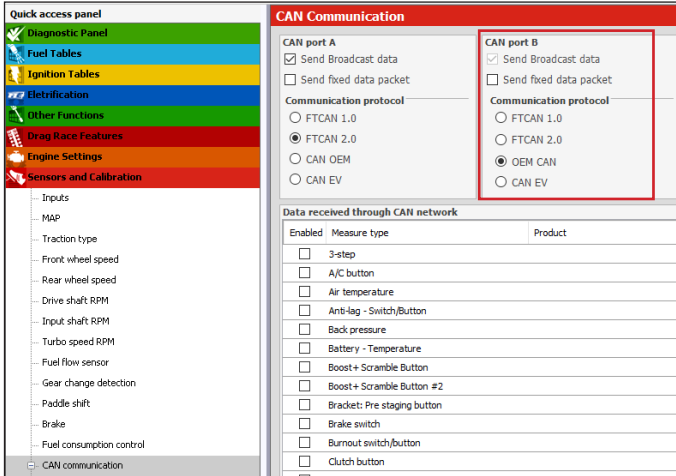 Quick access panel
Diagnostic Panel
Fuel Tables
Ignition Tables
Eletrification
Other Functions
Drag Race Features
Engine Settings
Sensors and Calibration
Inputs
MAP
Traction type
Front wheel speed
Rear wheel speed
Drive shaft RPM
Input shaft RPM
Turbo speed RPM
Fuel flow sensor
Gear change detection
Paddle shift
Brake
Fuel consumption control
CAN communication
CAN Communication
CAN port A
Send Broadcast data
Send fixed data packet
Communication protocol
FTCAN 1.0
FTCAN 2.0
CAN OEM
CAN EV
CAN port B
Send Broadcast data
Send fixed data packet
Communication protocol
FTCAN 1.0
FTCAN 2.0
OEM CAN
CAN EV
Data received through CAN network
Enabled Measure type Product
3-step
A/C button
Air temperature
Anti-lag - Switch/Button
Back pressure
Battery - Temperature
Boost+ Scramble Button
Boost+ Scramble Button #2
Bracket: Pre staging button
Brake switch
Burnout switch/button
Clutch button